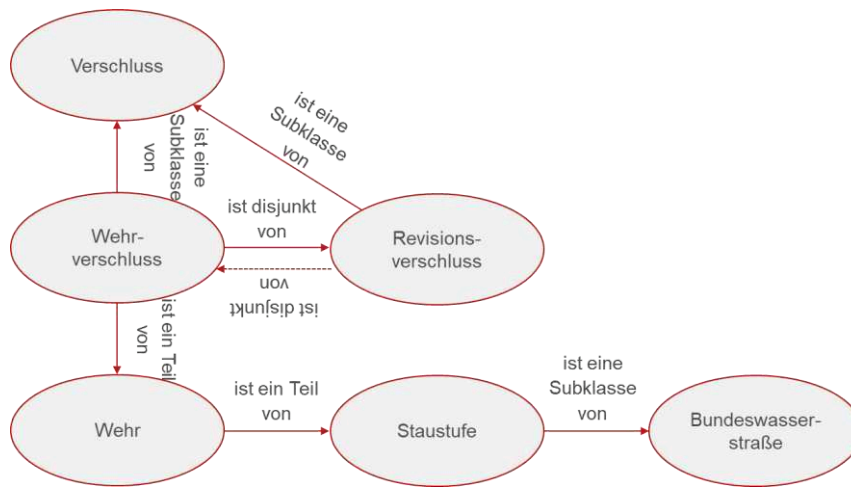 Verschluss
ist eine
Subklasse
von
ist eine
Subklasse
von
Wehr-
verschluss
ist disjunkt
von
Revisions-
verschluss
ist disjunkt
von
ist ein Teil
von
Wehr
ist ein Teil
von
Staustufe
ist eine
Subklasse
von
Bundeswasser-
straße